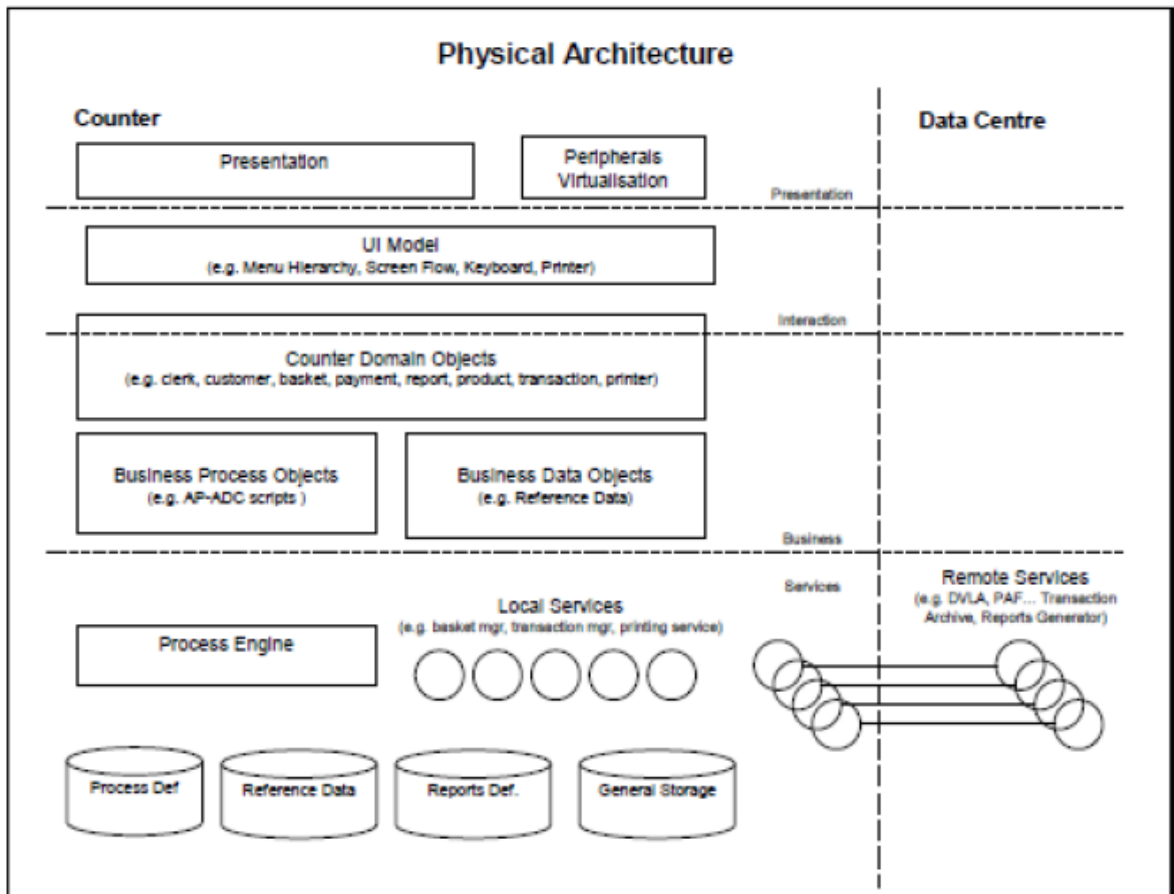 Physical Architecture
Counter
Data Centre
Presentation
Peripherals
Virtualisation
Presentation
UI Model
(e.g. Menu Hierarchy, Screen Flow, Keyboard, Printer)
Interaction
Counter Domain Objects
(e.g. clerk, customer, basket, payment, report, product, transaction, printer)
Business Process Objects
(e.g. AP-ADC scripts )
Business Data Objects
(e.g. Reference Data)
Business
Services
Remote Services
(e.g. DVLA, PAF... Transaction
Archive, Reports Generator)
Local Services
(e.g. basket mgr, transaction mgr, printing service)
Process Engine
Process Def
Reference Data
Reports Def.
General Storage